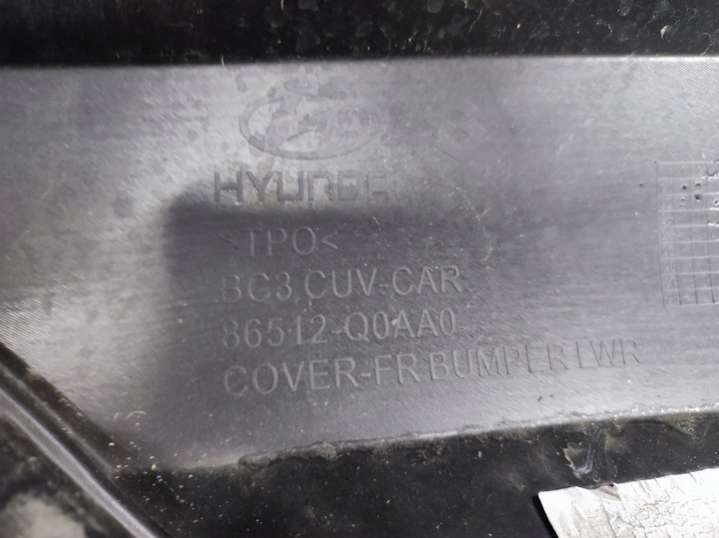 HYUNDAI
>TPO<
BC3 CUV-CAR
86512-Q0AA0
COVER-FR BUMPER LWR